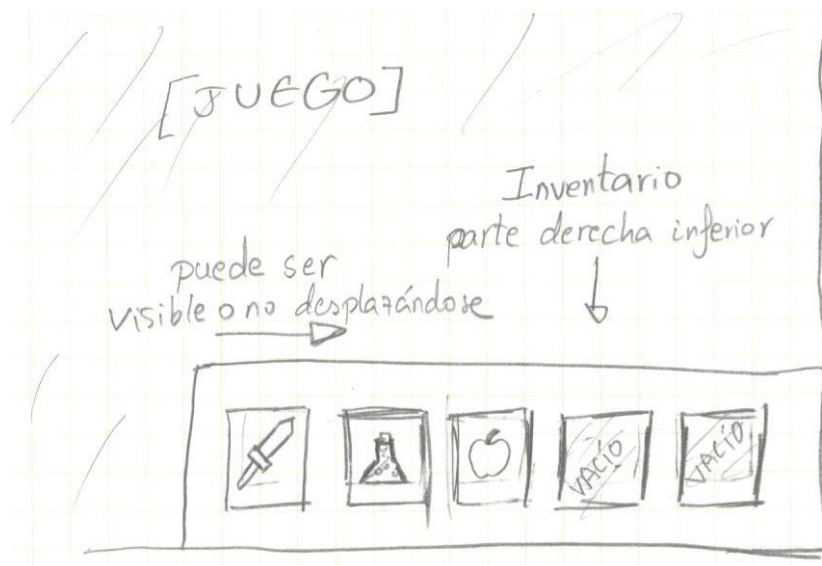 [JUEGO]
Inventario
parte derecha inferior
puede ser
visible o no desplazándose
VACÍO
VACÍO